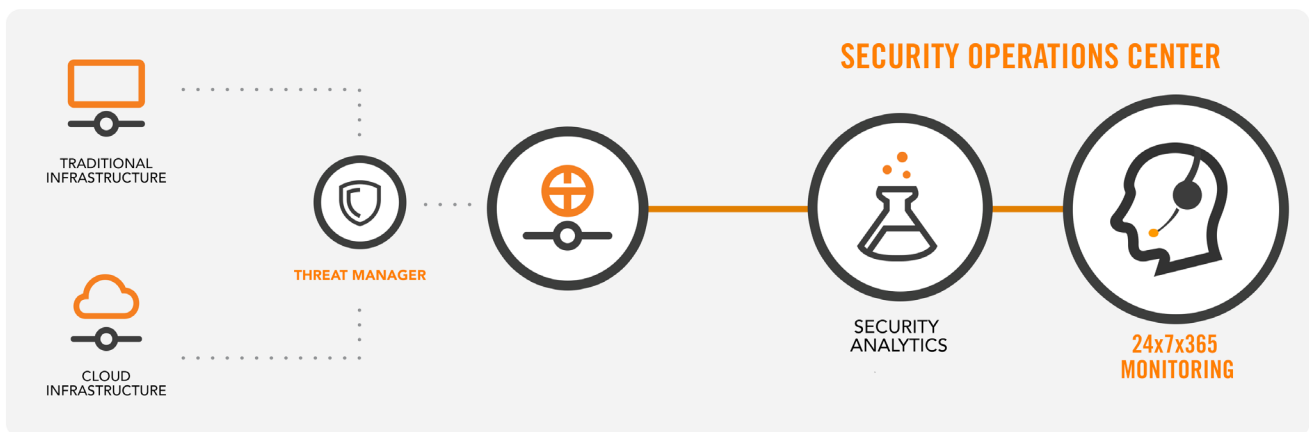 SECURITY OPERATIONS CENTER
TRADITIONAL
INFRASTRUCTURE
THREAT MANAGER
CLOUD
INFRASTRUCTURE
SECURITY
ANALYTICS
24x7x365
MONITORING